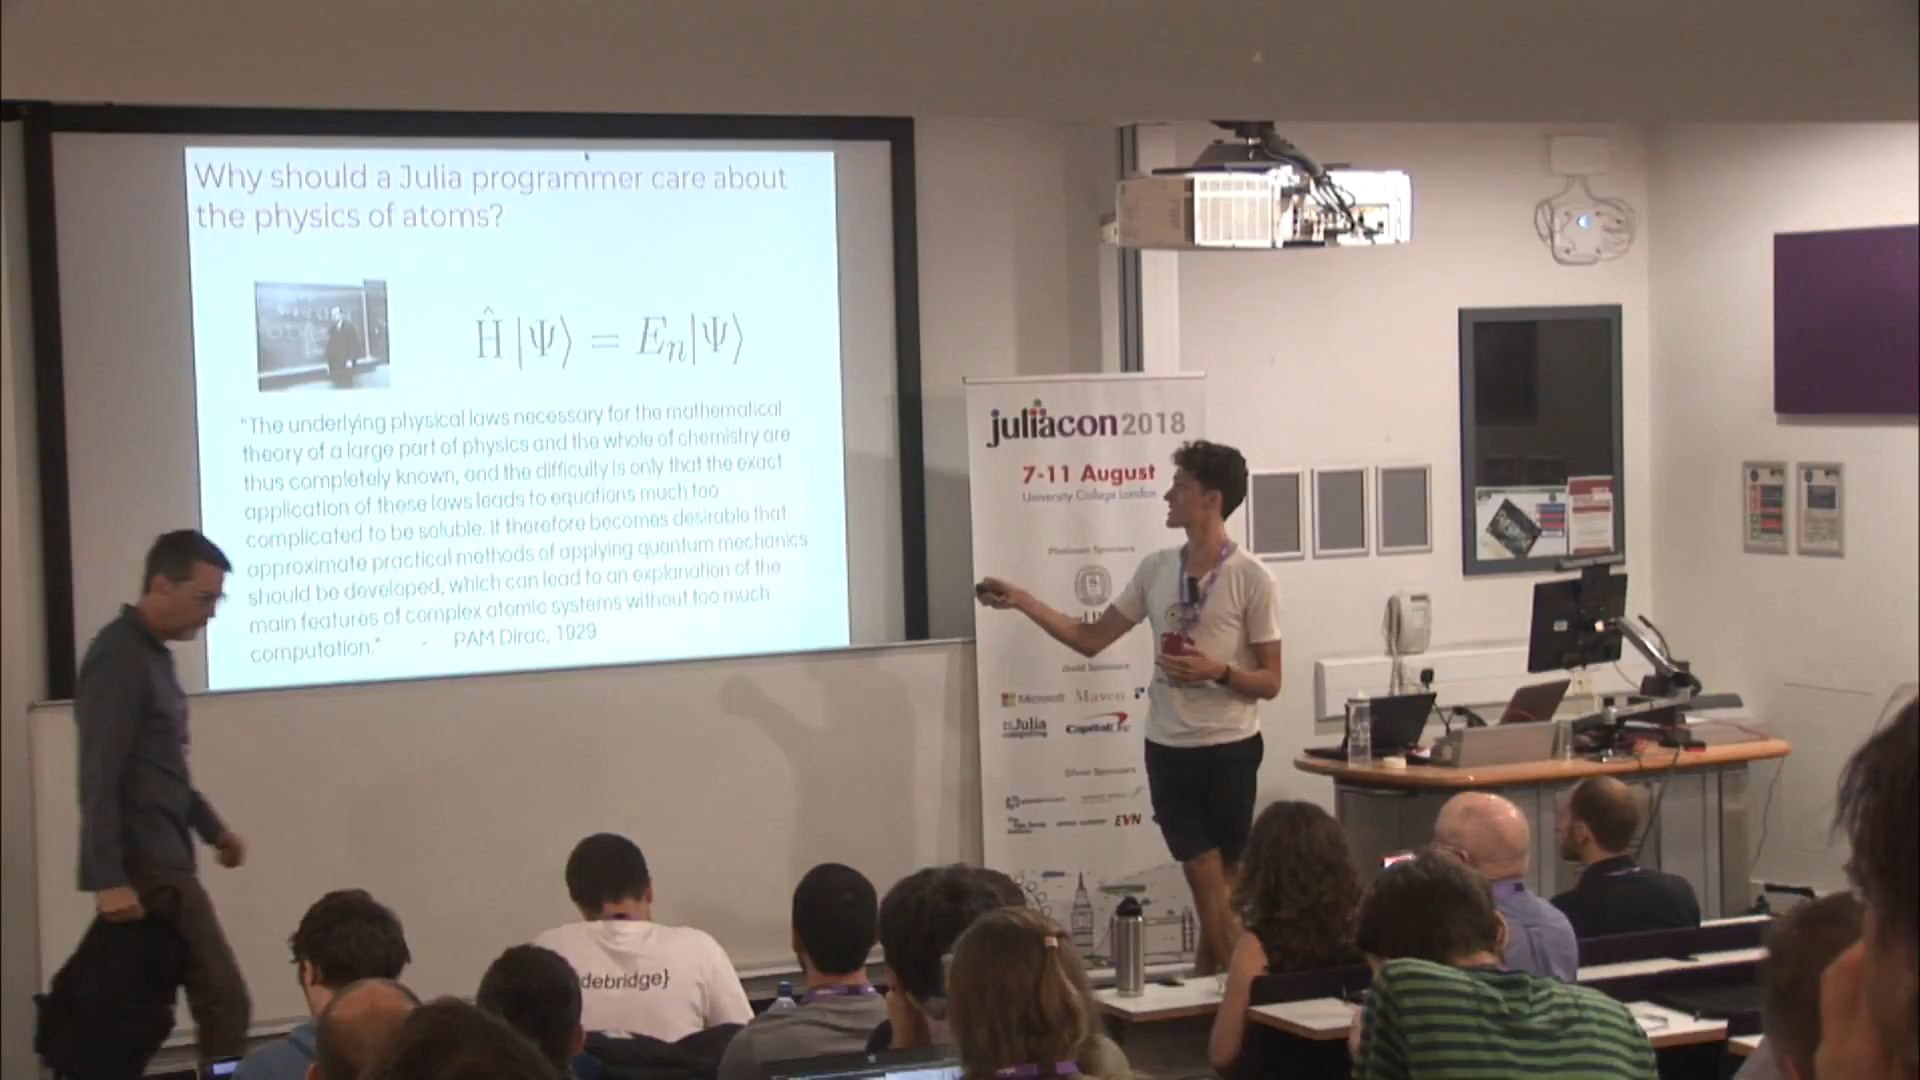 Why should a Julia programmer care about
the physics of atoms?
Ĥ|Ψ⟩ = Eₙ|Ψ⟩
"The underlying physical laws necessary for the mathematical
theory of a large part of physics and the whole of chemistry are
thus completely known, and the difficulty is only that the exact
application of these laws leads to equations much too
complicated to be soluble. It therefore becomes desirable that
approximate practical methods of applying quantum mechanics
should be developed, which can lead to an explanation of the
main features of complex atomic systems without too much
computation." - PAM Dirac, 1929
juliacon 2018
7-11 August
University College London
Platinum Sponsors
Gold Sponsors
Microsoft Maven
Julia computing
Capital
Silver Sponsors
EVN
debridge}